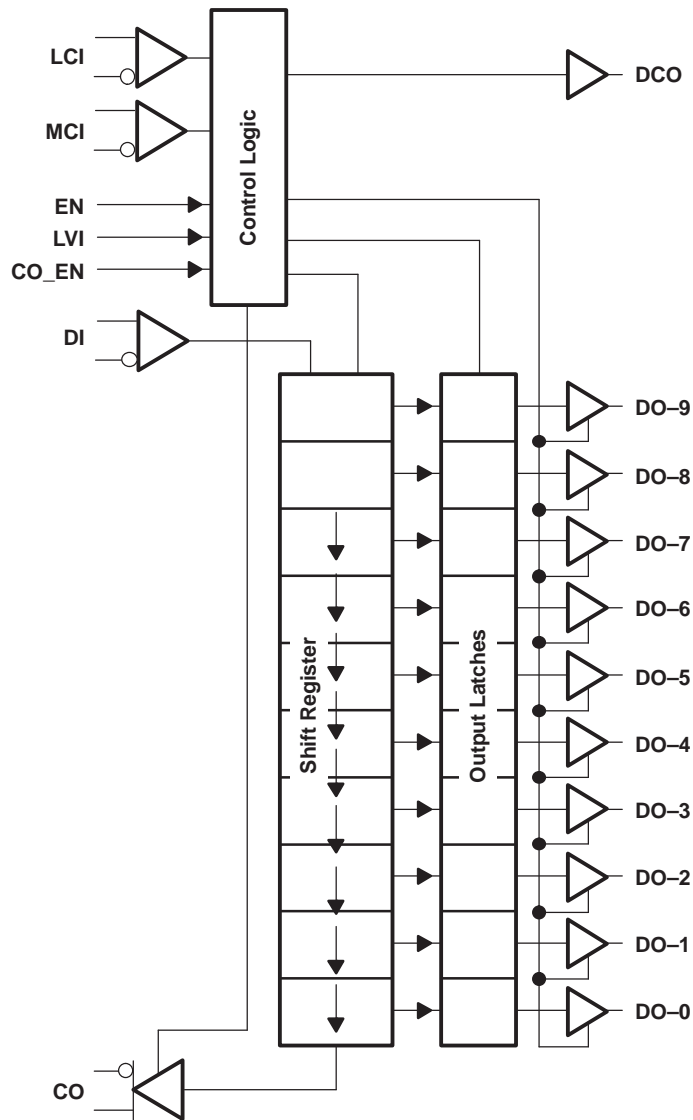 LCI
DCO
MCI
Control Logic
EN
LVI
CO_EN
DI
DO–9
DO–8
DO–7
DO–6
Shift Register
Output Latches
DO–5
DO–4
DO–3
DO–2
DO–1
DO–0
CO